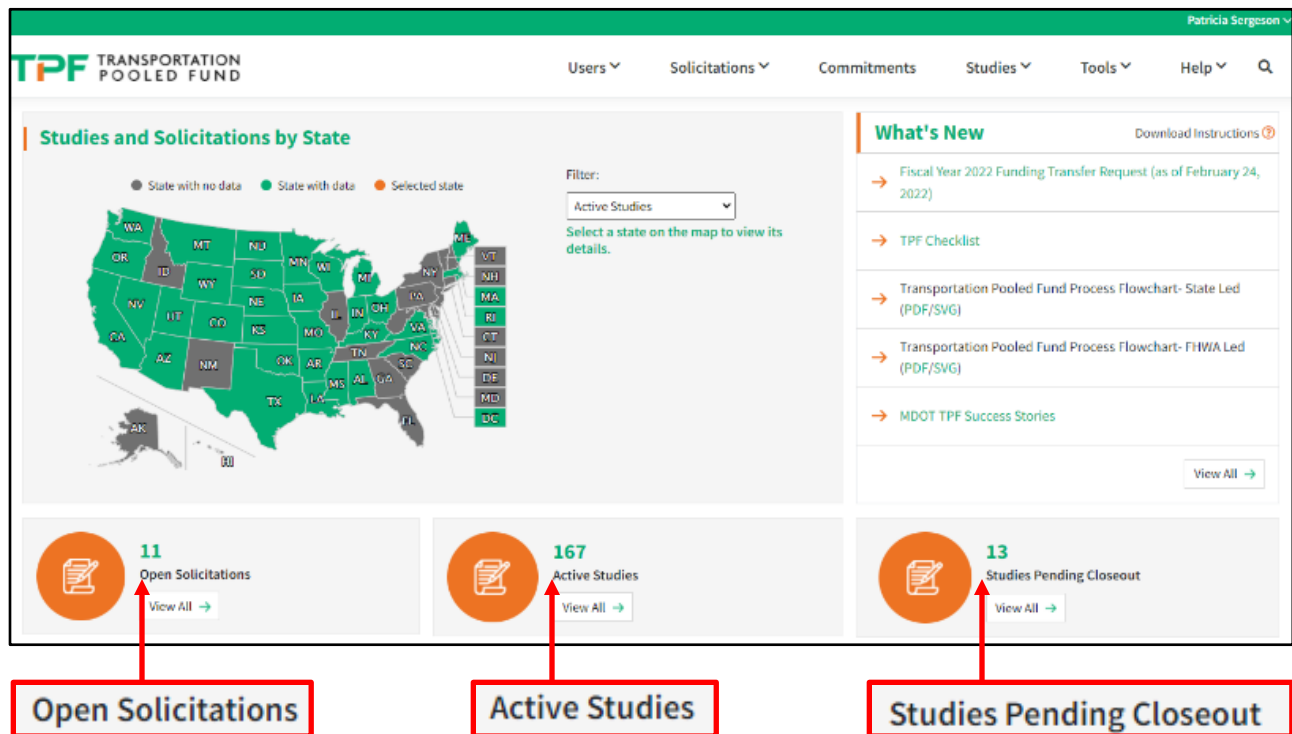 Patricia Sergeson
TPF TRANSPORTATION
POOLED FUND
Users
Solicitations
Commitments
Studies
Tools
Help
Studies and Solicitations by State
State with no data
State with data
Selected state
Filter:
Active Studies
Select a state on the map to view its
details.
WA
OR
ID
MT
ND
SD
WY
NE
NV
UT
CO
KS
CA
AZ
NM
OK
TX
MN
IA
MO
AR
LA
WI
IL
MI
IN
OH
KY
TN
MS
AL
GA
SC
NC
VA
PA
NY
ME
FL
AK
HI
VT
NH
MA
RI
CT
NJ
DE
MD
DC
What's New
Download Instructions
Fiscal Year 2022 Funding Transfer Request (as of February 24,
2022)
TPF Checklist
Transportation Pooled Fund Process Flowchart- State Led
(PDF/SVG)
Transportation Pooled Fund Process Flowchart- FHWA Led
(PDF/SVG)
MDOT TPF Success Stories
View All
11
Open Solicitations
View All
167
Active Studies
View All
13
Studies Pending Closeout
View All
Open Solicitations
Active Studies
Studies Pending Closeout